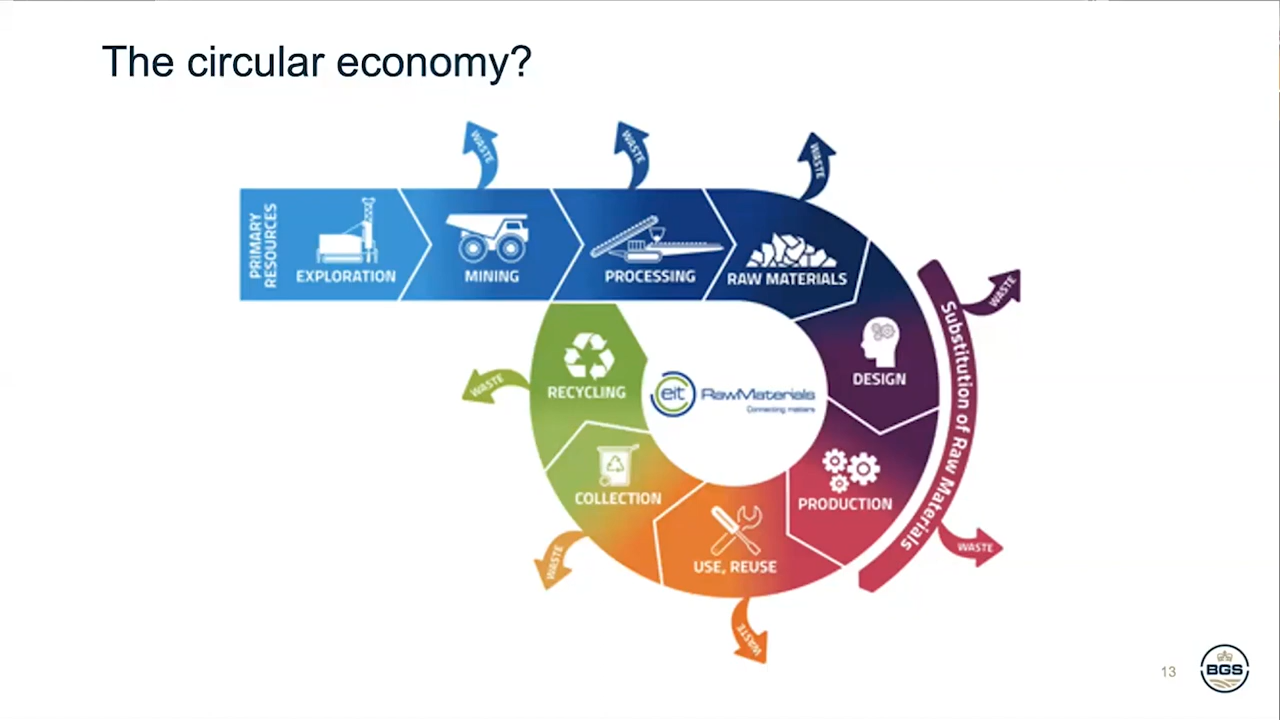 The circular economy?
WASTE
WASTE
WASTE
PRIMARY
RESOURCES
EXPLORATION
MINING
PROCESSING
RAW MATERIALS
WASTE
Substitution of Raw Materials
DESIGN
RECYCLING
WASTE
eit RawMaterials
Connecting matters
COLLECTION
PRODUCTION
WASTE
WASTE
USE, REUSE
WASTE
13
BGS